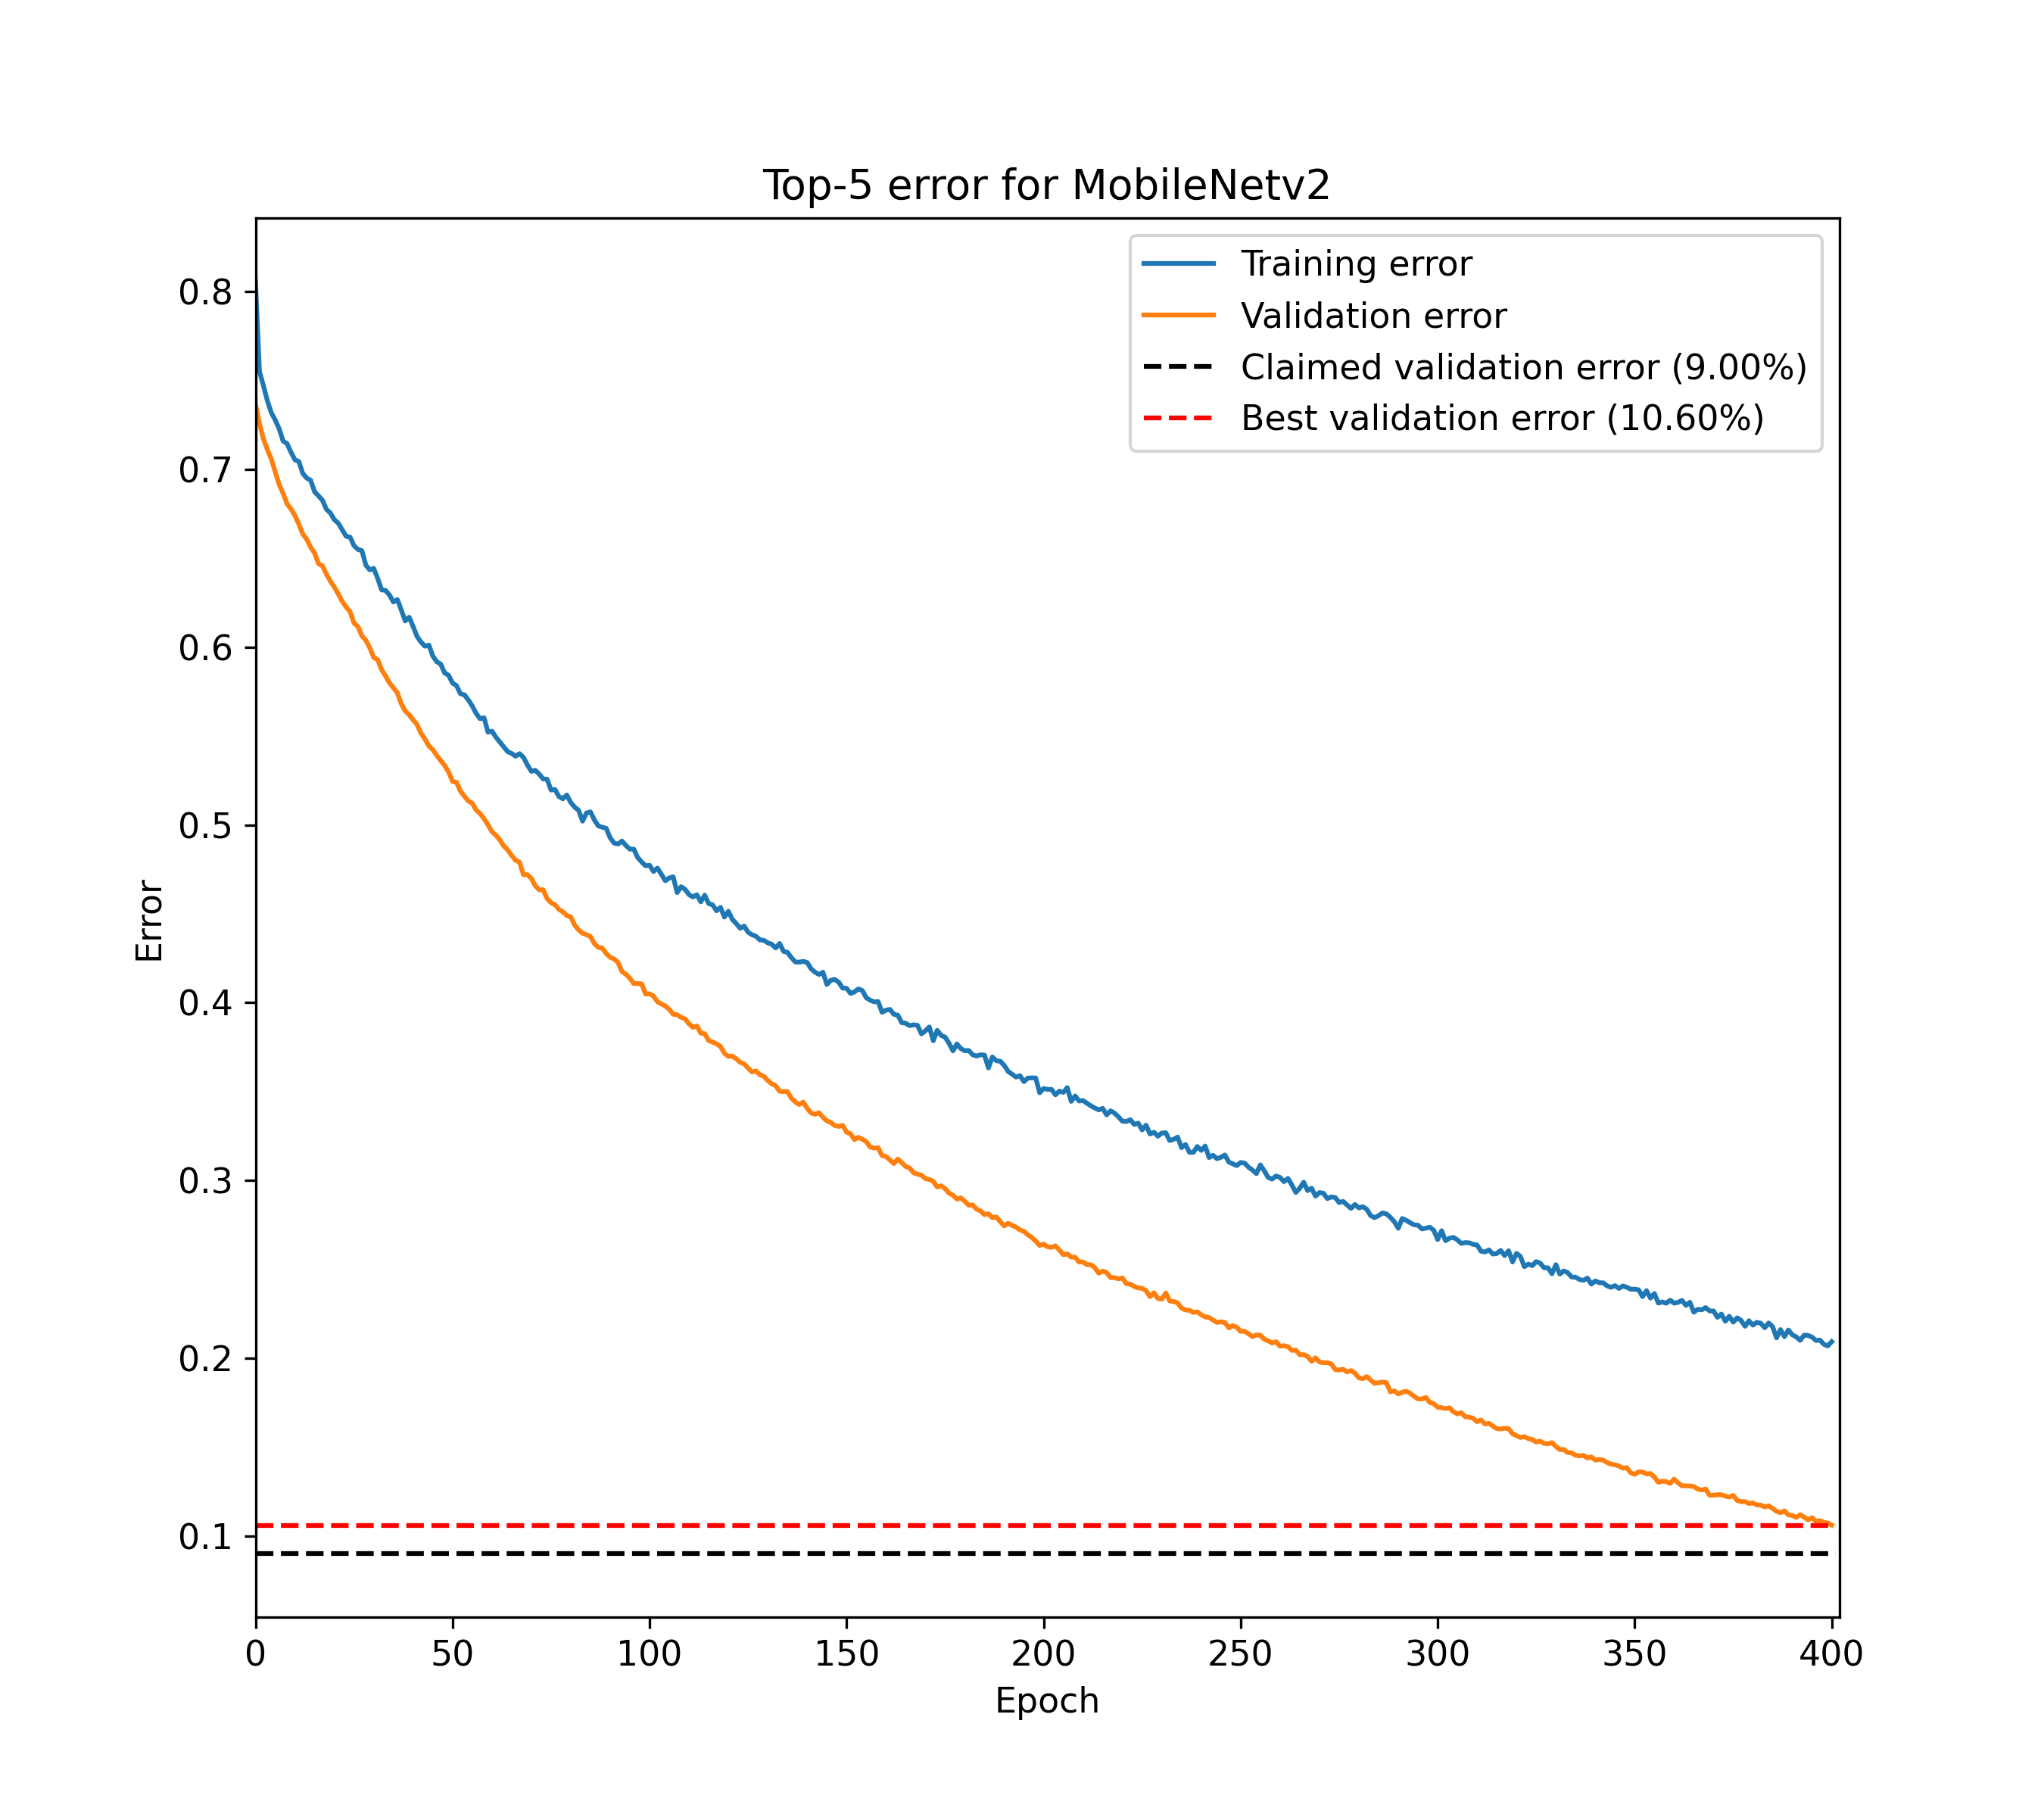 Top-5 error for MobileNetv2
Training error
Validation error
Claimed validation error (9.00%)
Best validation error (10.60%)
0.8
0.7
0.6
0.5
0.4
0.3
0.2
0.1
Error
0 50 100 150 200 250 300 350 400
Epoch